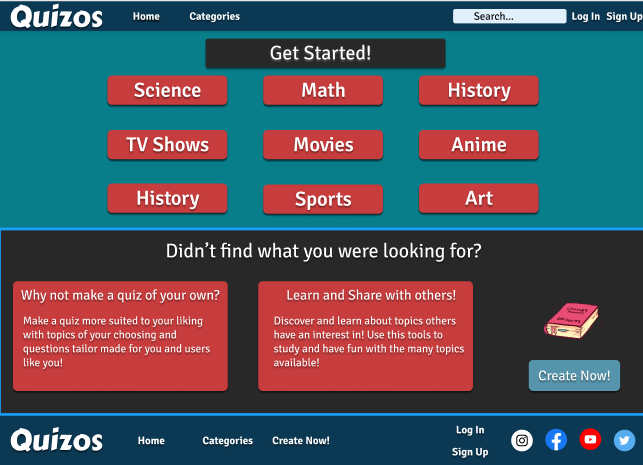 Quizos Home Categories Search... Log In Sign Up
Get Started!
Science Math History
TV Shows Movies Anime
History Sports Art
Didn't find what you were looking for?
Why not make a quiz of your own?
Make a quiz more suited to your liking
with topics of your choosing and
questions tailor made for you and users
like you!
Learn and Share with others!
Discover and learn about topics others
have an interest in! Use this tools to
study and have fun with the many topics
available!
Create Now!
Quizos Home Categories Create Now!
Log In
Sign Up